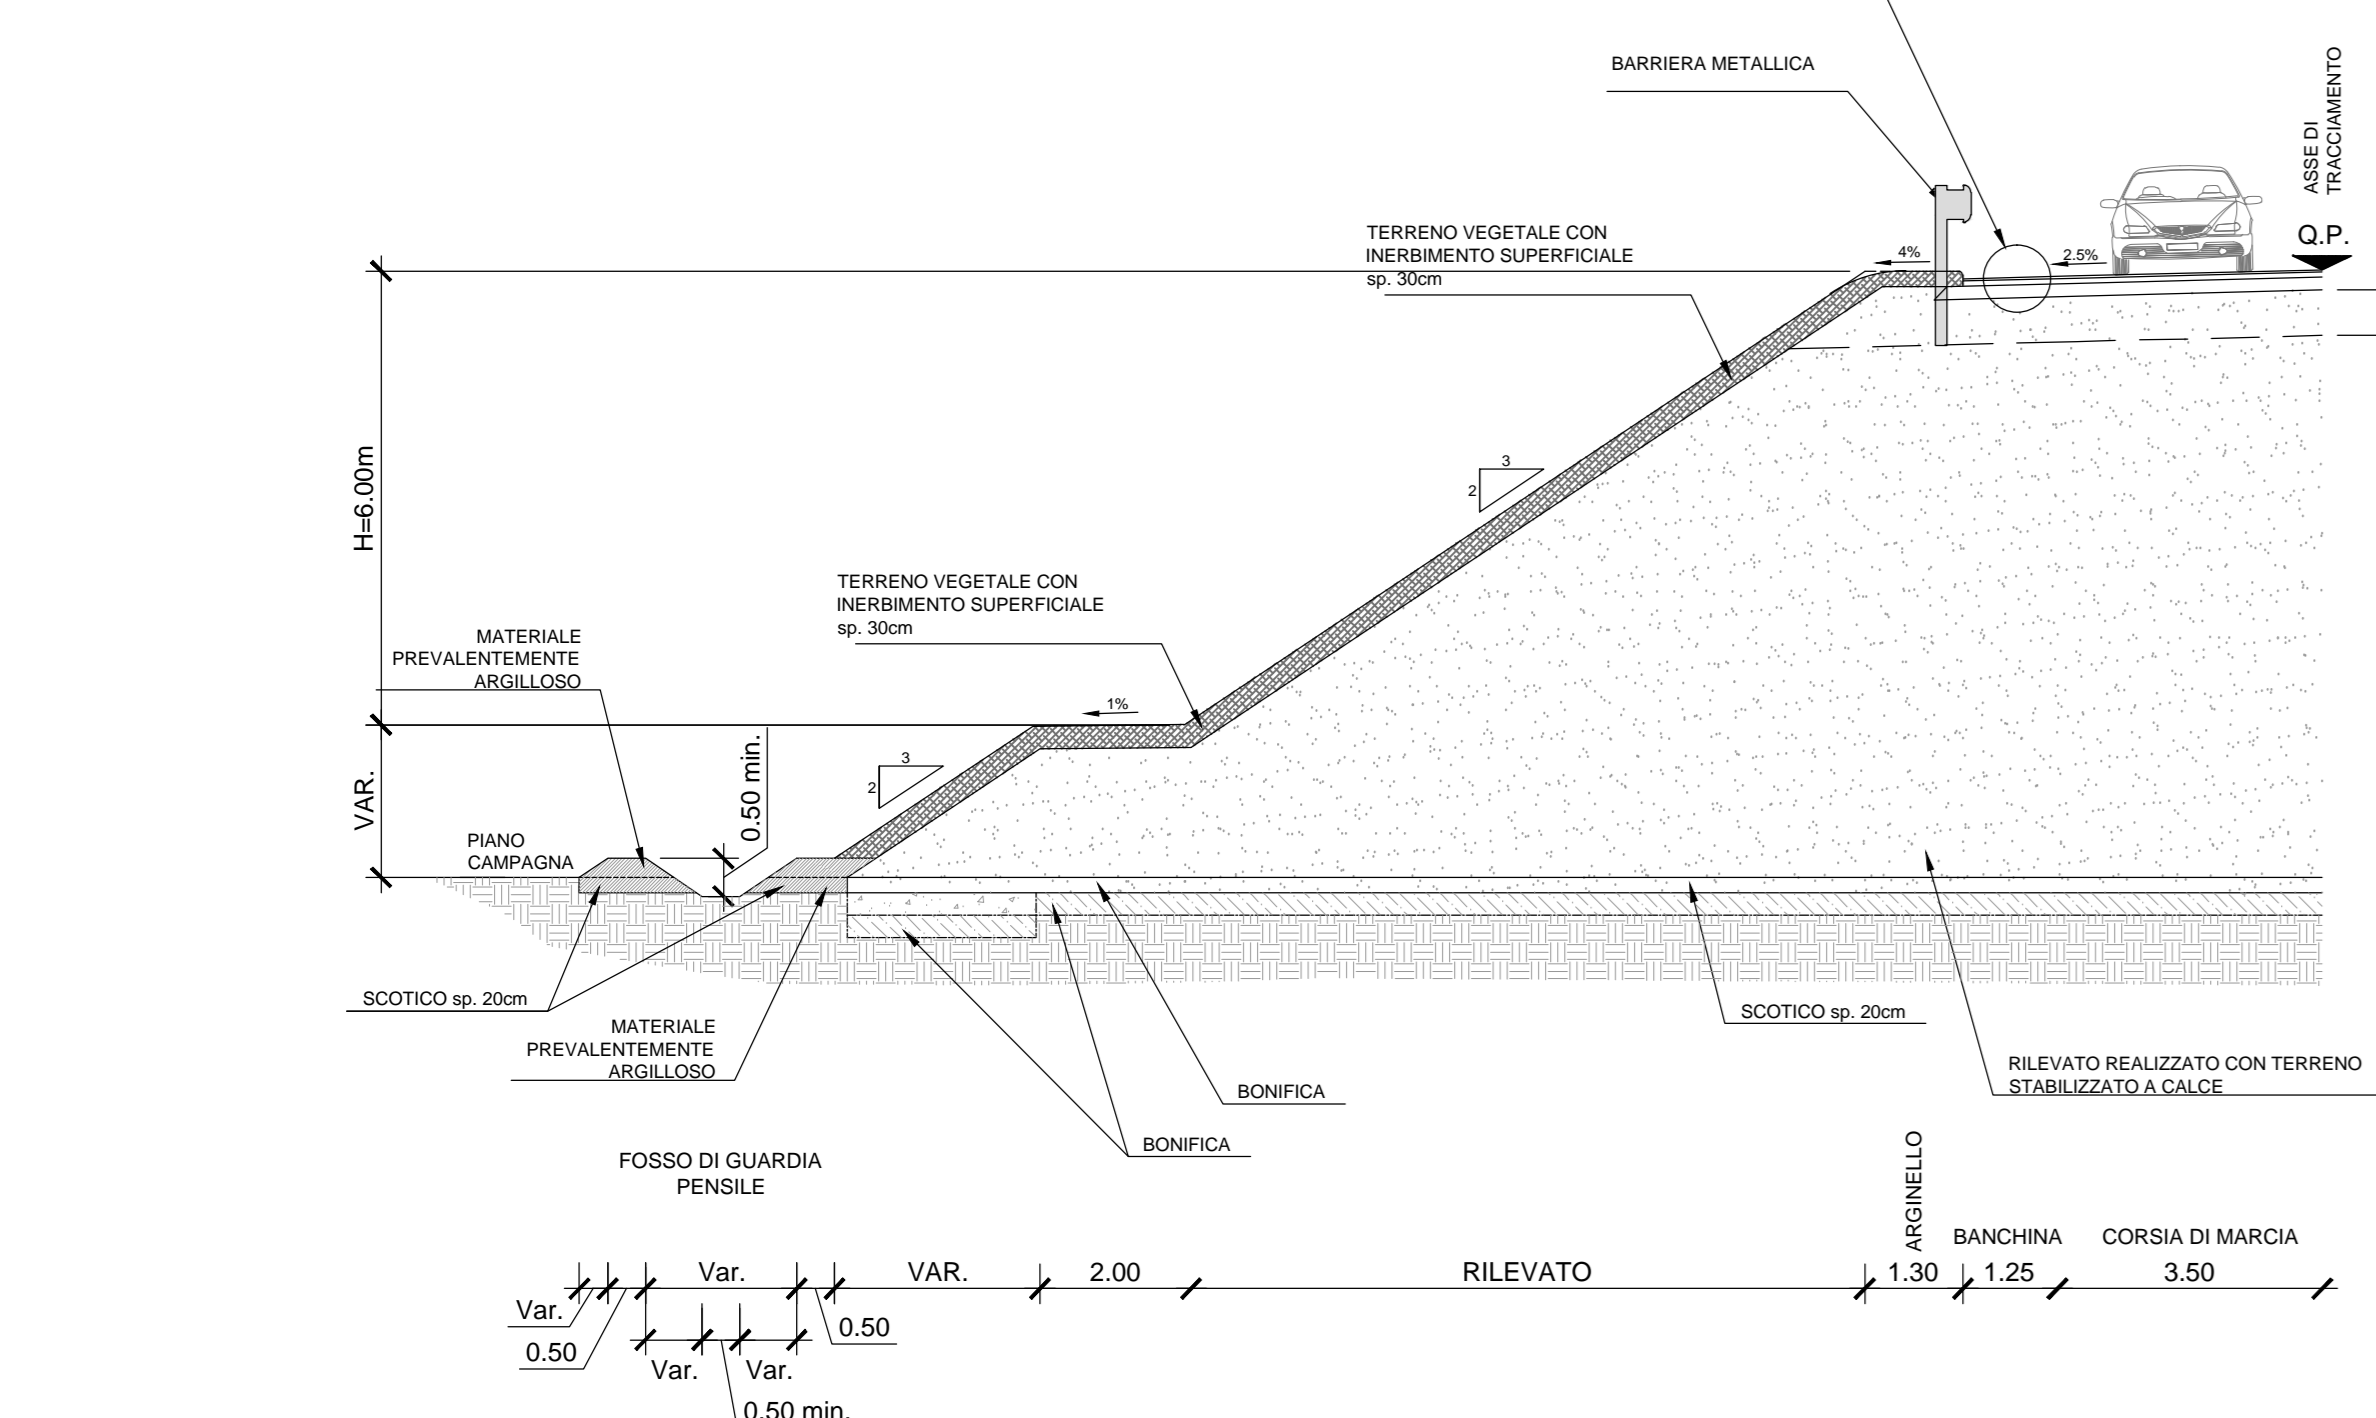 BARRIERA METALLICA
ASSE DI
TRACCIAMENTO
Q.P.
TERRENO VEGETALE CON
INERBIMENTO SUPERFICIALE
sp. 30cm
4%
2.5%
3
2
H=6.00m
TERRENO VEGETALE CON
INERBIMENTO SUPERFICIALE
sp. 30cm
MATERIALE
PREVALENTEMENTE
ARGILLOSO
1%
0.50 min.
3
2
VAR.
PIANO
CAMPAGNA
SCOTICO sp. 20cm
MATERIALE
PREVALENTEMENTE
ARGILLOSO
SCOTICO sp. 20cm
BONIFICA
BONIFICA
RILEVATO REALIZZATO CON TERRENO
STABILIZZATO A CALCE
FOSSO DI GUARDIA
PENSILE
ARGINELLO
BANCHINA
CORSIA DI MARCIA
Var.
VAR.
2.00
RILEVATO
1.30
1.25
3.50
Var.
0.50
0.50
Var.
Var.
0.50 min.